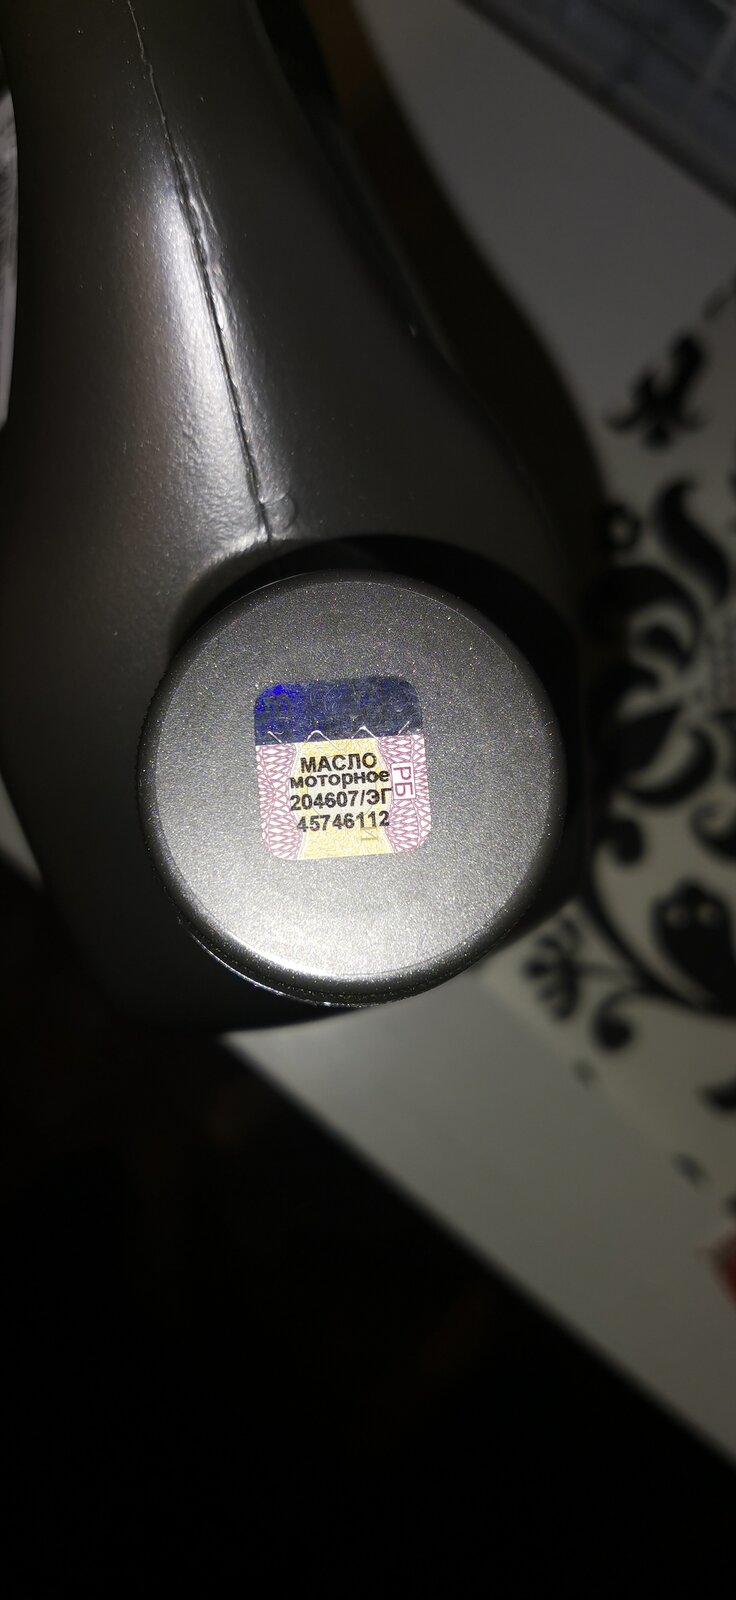 МАСЛО
моторное
204607/ЭГ
45746112
РБ